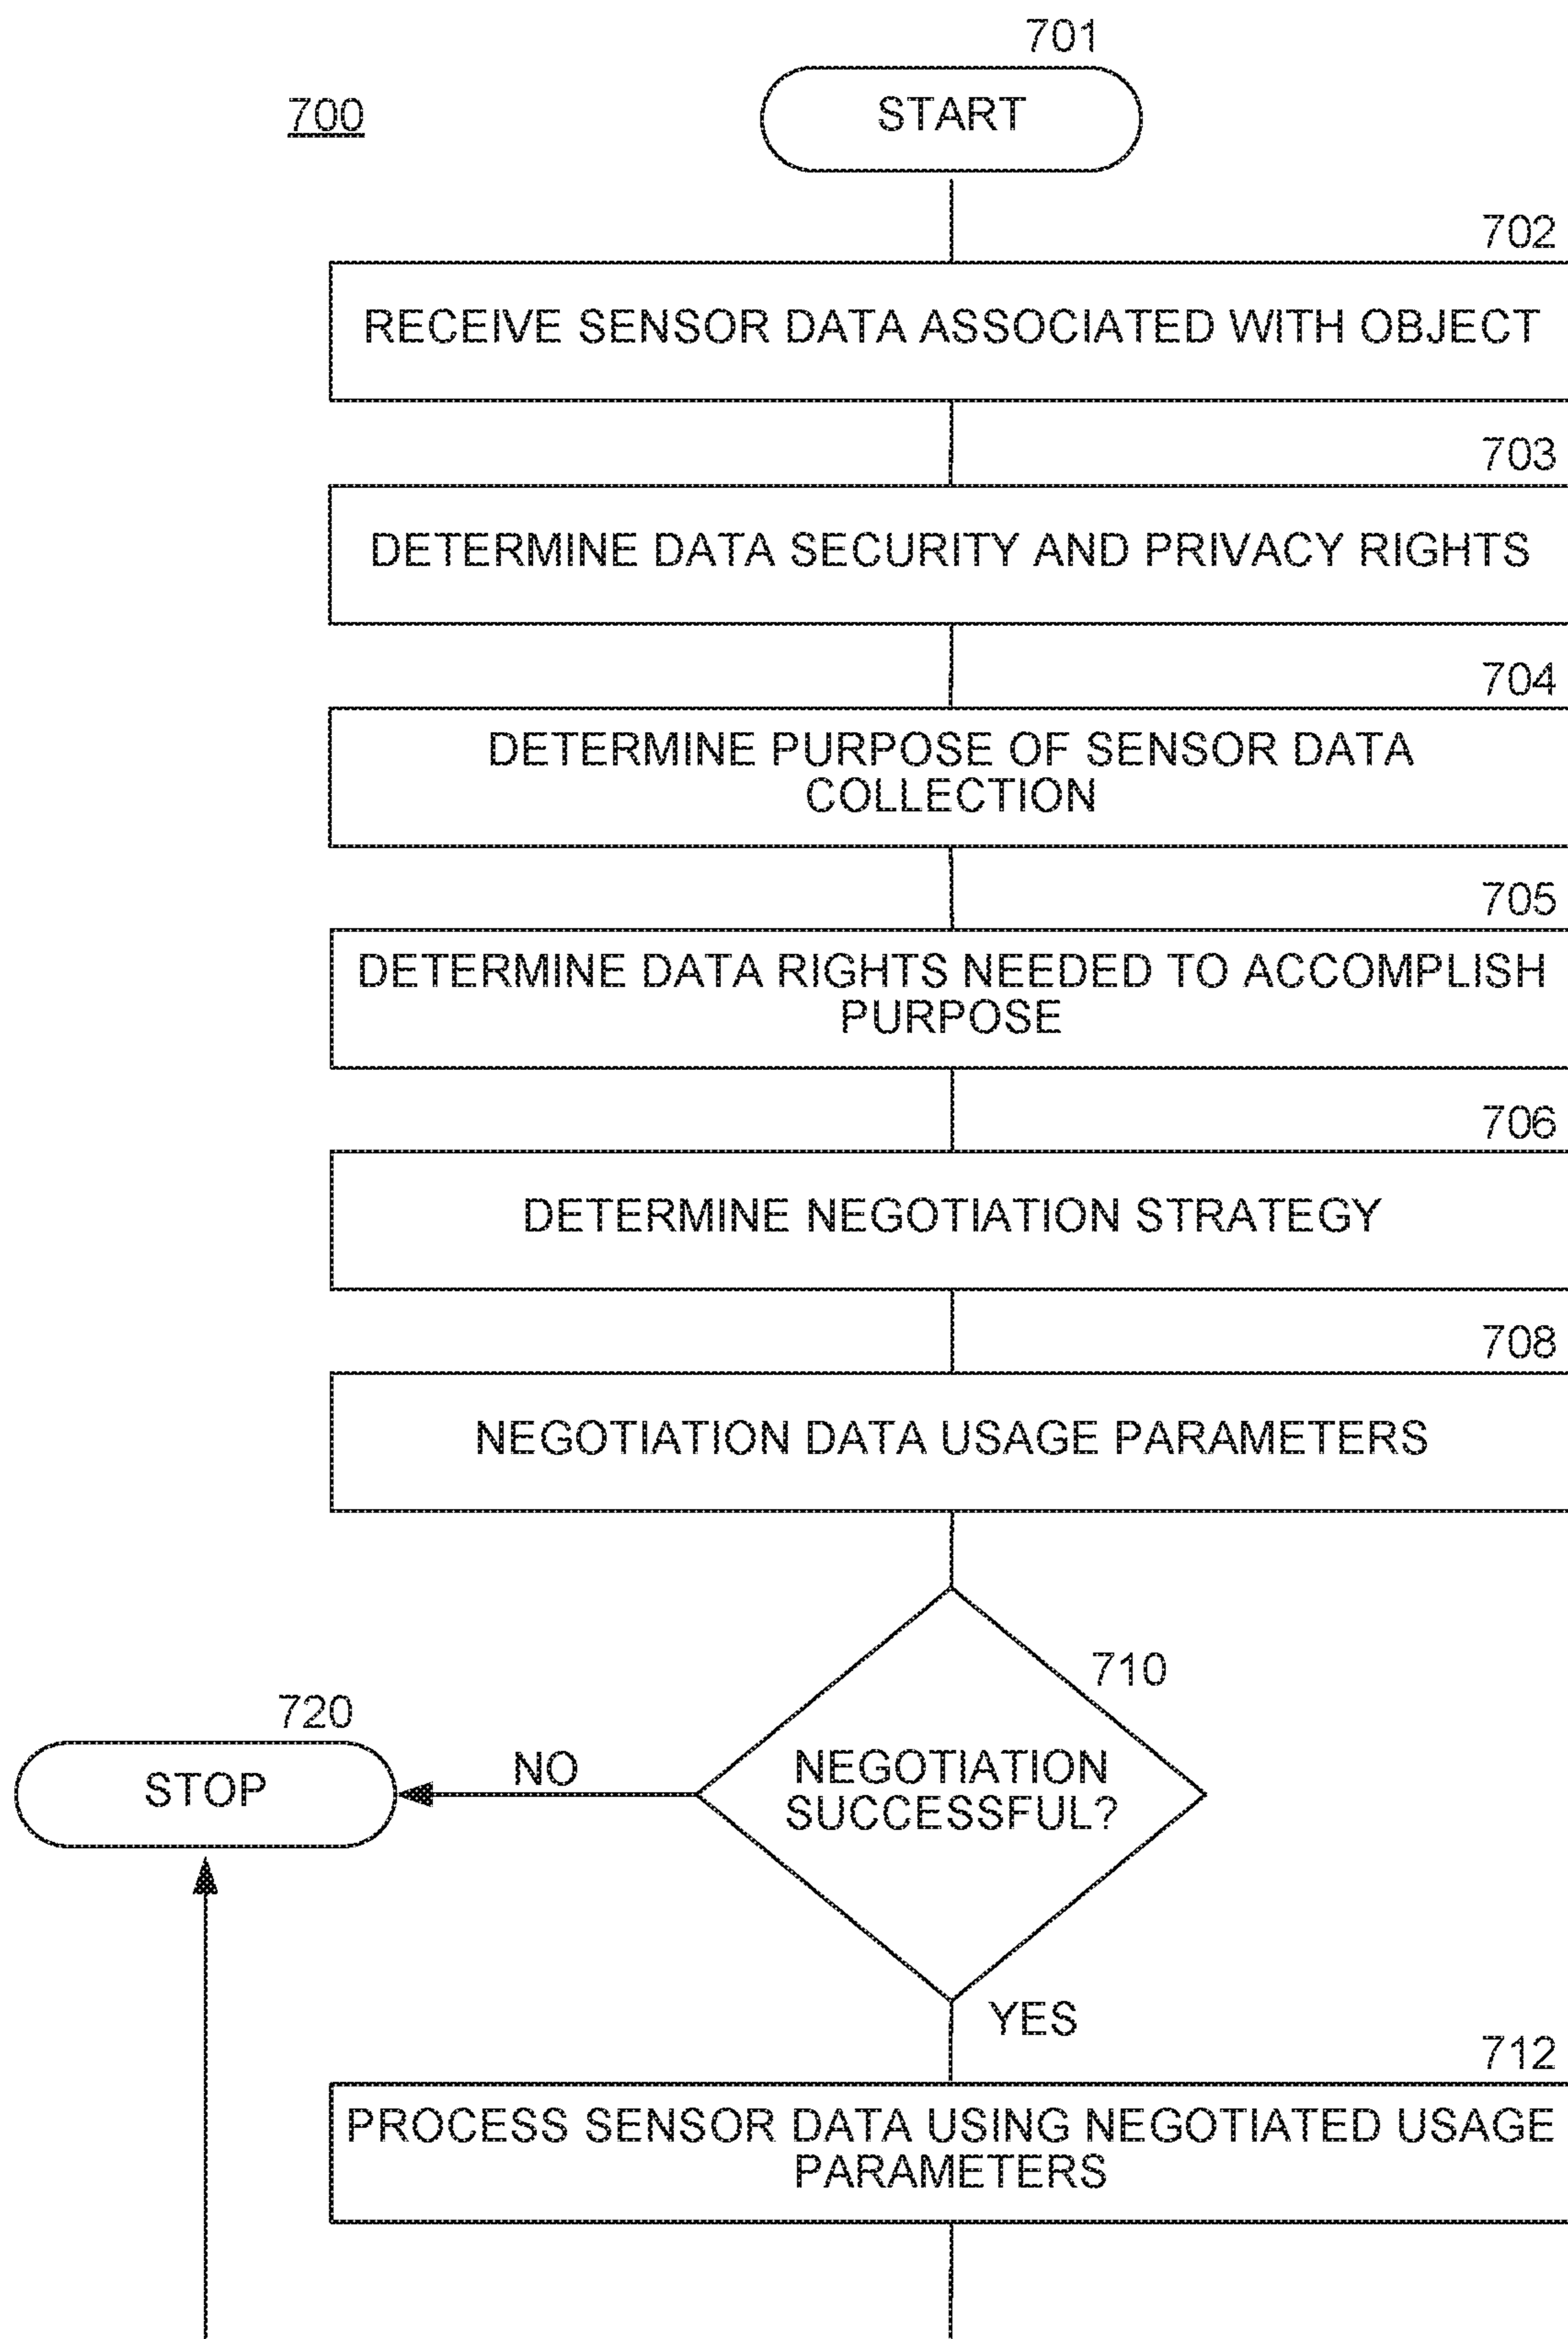 701
700
START
702
RECEIVE SENSOR DATA ASSOCIATED WITH OBJECT
703
DETERMINE DATA SECURITY AND PRIVACY RIGHTS
704
DETERMINE PURPOSE OF SENSOR DATA
COLLECTION
705
DETERMINE DATA RIGHTS NEEDED TO ACCOMPLISH
PURPOSE
706
DETERMINE NEGOTIATION STRATEGY
708
NEGOTIATION DATA USAGE PARAMETERS
710
720
STOP
NO
NEGOTIATION
SUCCESSFUL?
YES
712
PROCESS SENSOR DATA USING NEGOTIATED USAGE
PARAMETERS